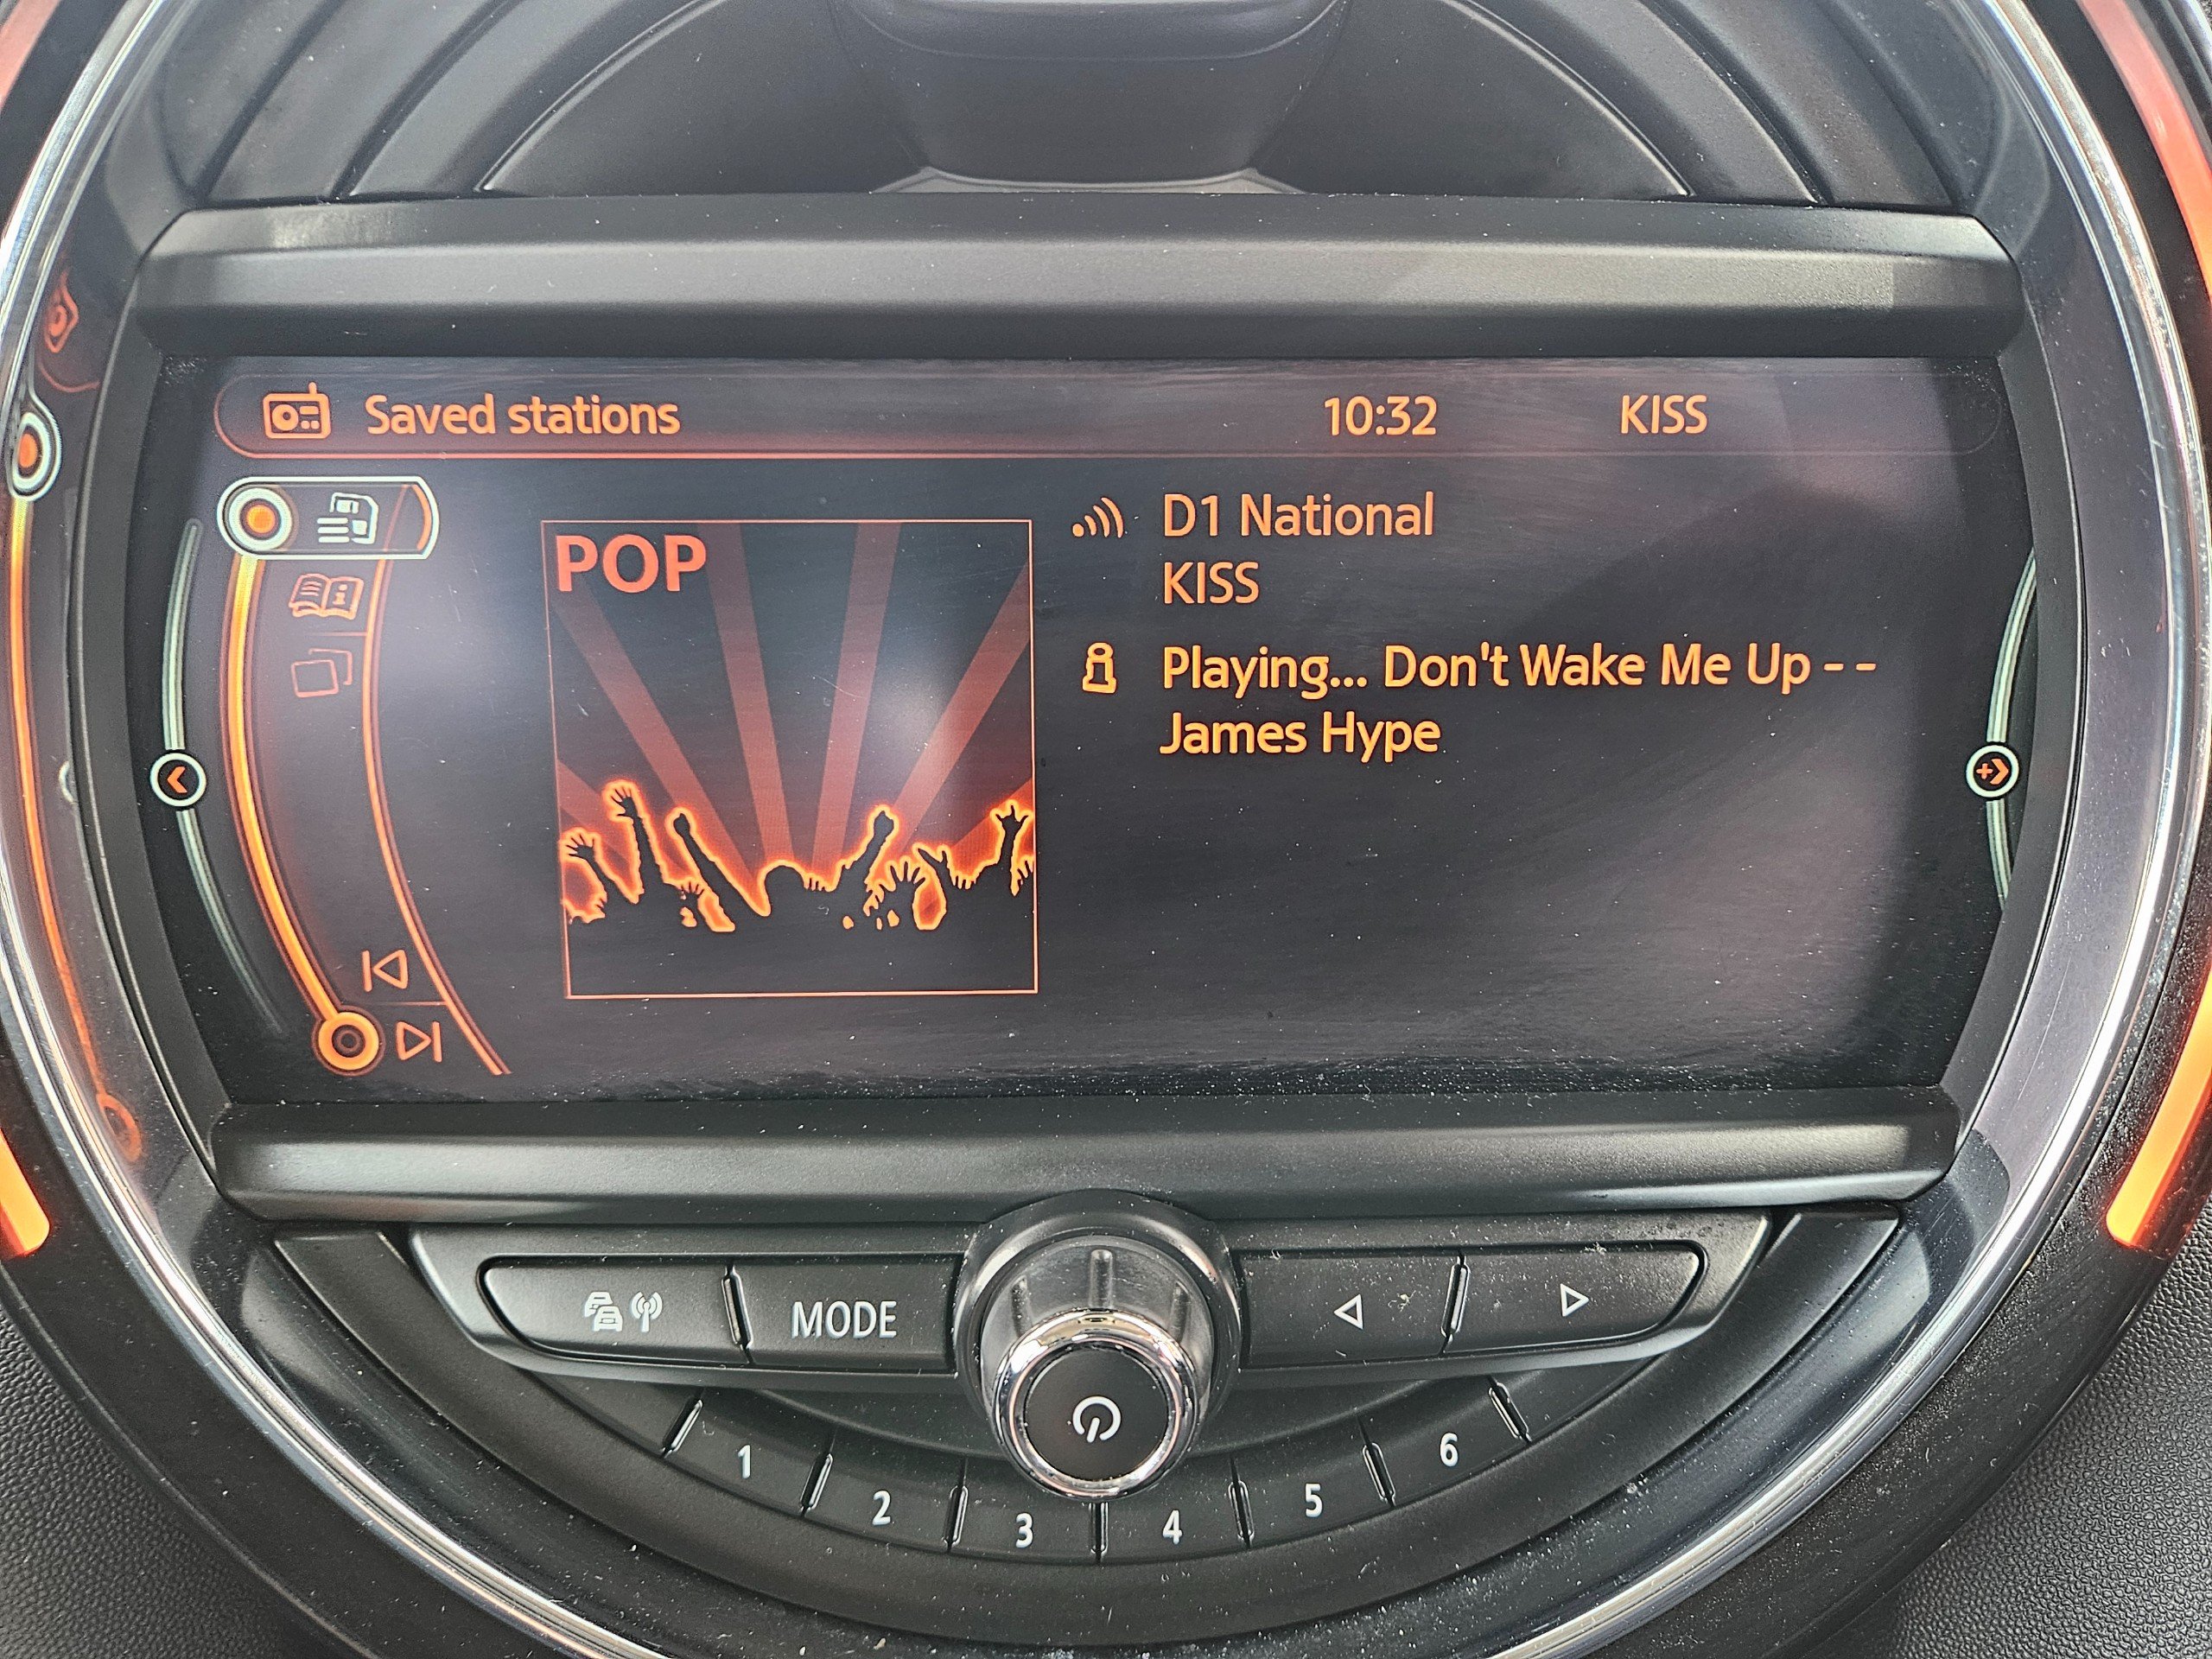 Saved stations 10:32 KISS
POP
D1 National
KISS
Playing... Don't Wake Me Up - -
James Hype
MODE
1 2 3 4 5 6